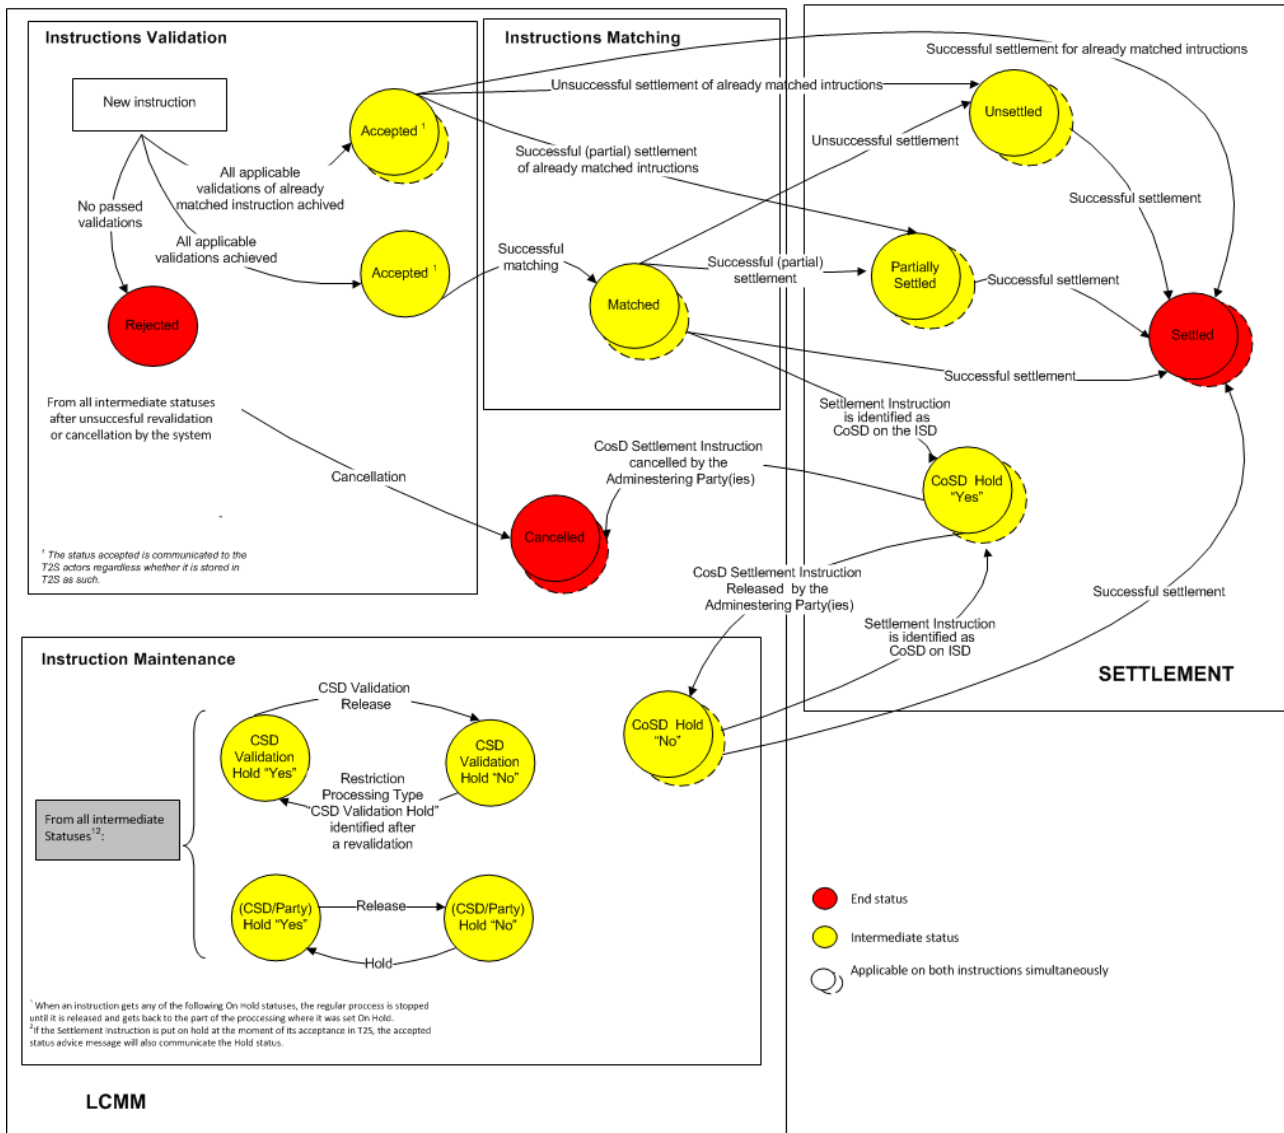 Instructions Validation
Instructions Matching
New instruction
Accepted 1
All applicable
validations of already
matched instruction achived
No passed
validations
All applicable
validations achieved
Accepted 1
Rejected
From all intermediate statuses
after unsuccesful revalidation
or cancellation by the system
Cancellation
-
1 The status accepted is communicated to the
T2S actors regardless whether it is stored in
T2S as such.
Successful settlement for already matched intructions
Unsuccessful settlement of already matched intructions
Unsettled
Unsuccessful settlement
Successful (partial) settlement
of already matched intructions
Successful settlement
Successful
matching
Matched
Successful (partial)
settlement
Partially
Settled
Successful settlement
Settled
Successful settlement
Settlement Instruction
is identified as
CoSD on the ISD
CosD Settlement Instruction
cancelled by the
Adminestering Party(ies)
CoSD Hold
“Yes”
Cancelled
CosD Settlement Instruction
Released by the
Adminestering Party(ies)
Successful settlement
Settlement Instruction
is identified as
CoSD on ISD
SETTLEMENT
CoSD Hold
“No”
Instruction Maintenance
CSD Validation
Release
CSD
Validation
Hold “Yes”
CSD
Validation
Hold “No”
Restriction
Processing Type
“CSD Validation Hold”
identified after
a revalidation
From all intermediate
Statuses12:
(CSD/Party)
Hold “Yes”
Release
(CSD/Party)
Hold “No”
Hold
1 When an instruction gets any of the following On Hold statuses, the regular proccess is stopped
until it is released and gets back to the part of the proccessing where it was set On Hold.
2If the Settlement Instruction is put on hold at the moment of its acceptance in T2S, the accepted
status advice message will also communicate the Hold status.
LCMM
End status
Intermediate status
Applicable on both instructions simultaneously